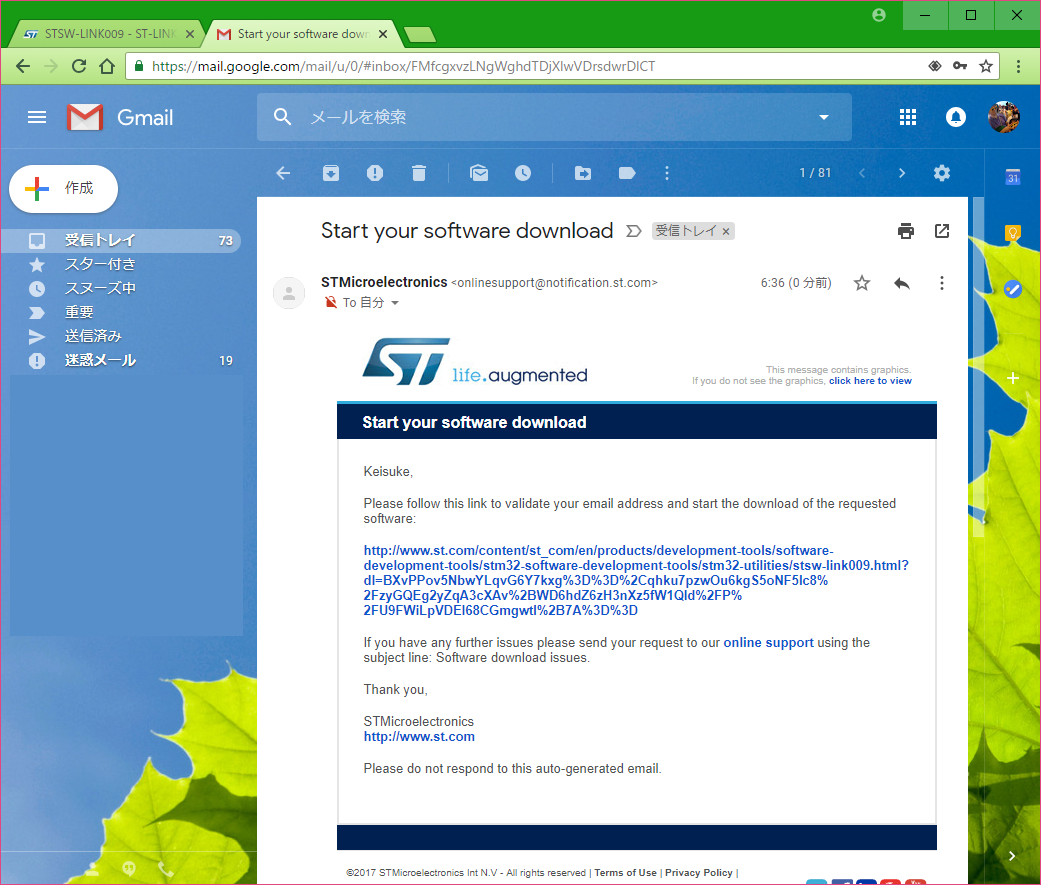 STSW-LINK009 - ST-LINK
Start your software down
https://mail.google.com/mail/u/0/#inbox/FMfcgxvzLNgWghdTDjXlwVDrsdwrDlCT
Gmail
メールを検索
作成
1 / 81
31
受信トレイ 73
スター付き
スヌーズ中
重要
送信済み
迷惑メール 19
Start your software download
受信トレイ ×
STMicroelectronics <onlinesupport@notification.st.com>
6:36 (0 分前)
To 自分
ST life.augmented
This message contains graphics.
If you do not see the graphics, click here to view
Start your software download
Keisuke,
Please follow this link to validate your email address and start the download of the requested
software:
http://www.st.com/content/st_com/en/products/development-tools/software-
development-tools/stm32-software-development-tools/stm32-utilities/stsw-link009.html?
dl=BXvPPov5NbwYLqvG6Y7kxg%3D%3D%2Cqhku7pzwOu6kgS5oNF5Ic8%
2FzyGQEg2yZqA3cXAv%2BWD6hdZ6zH3nXz5fW1Qld%2FP%
2FU9FWiLpVDEI68CGmgwtl%2B7A%3D%3D
If you have any further issues please send your request to our online support using the
subject line: Software download issues.
Thank you,
STMicroelectronics
http://www.st.com
Please do not respond to this auto-generated email.
©2017 STMicroelectronics Int N.V - All rights reserved | Terms of Use | Privacy Policy |